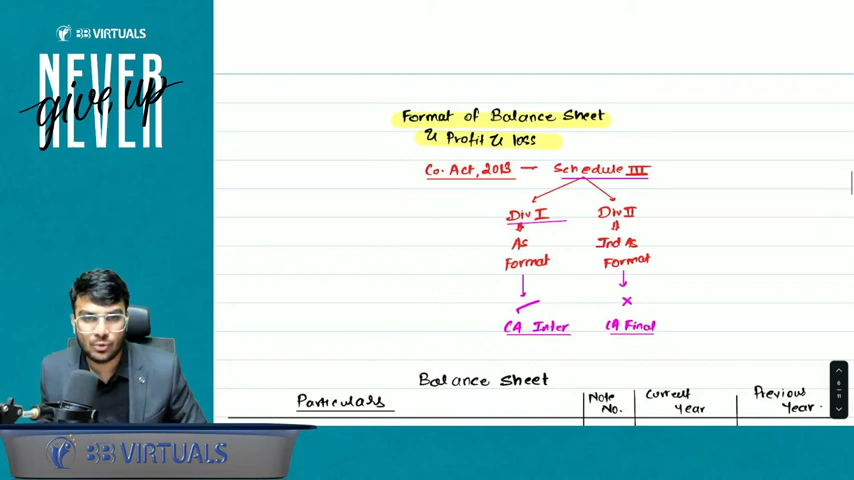 BB VIRTUALS
NEVER
give up
NEVER
Format of Balance Sheet
& Profit & loss
Co. Act, 2013 — Schedule III
Div I Div II
As Ind As
Format Format
CA Inter CA Final
Balance Sheet
Particulars Note No. Current Year Previous Year.
BB VIRTUALS